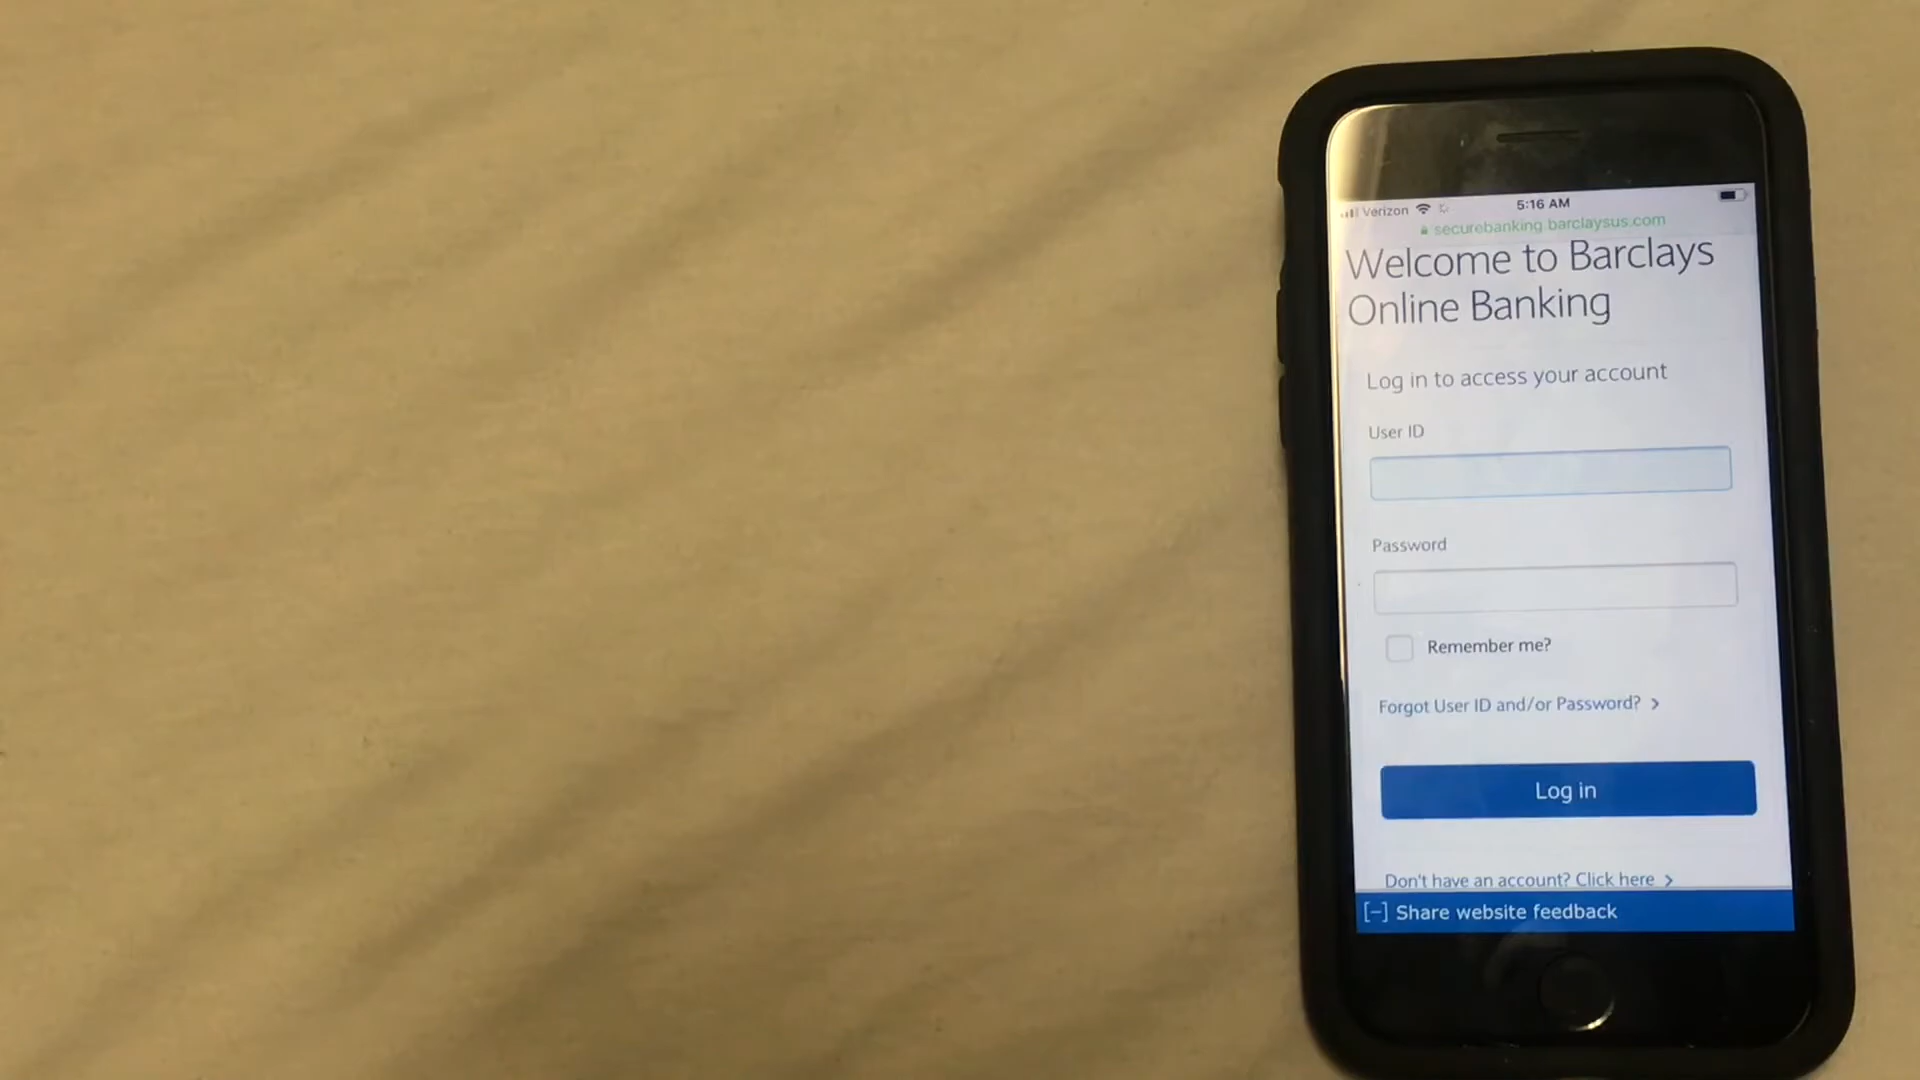 Verizon 5:16 AM
securebanking.barclaysus.com
Welcome to Barclays
Online Banking
Log in to access your account
User ID
Password
Remember me?
Forgot User ID and/or Password? >
Log in
Don't have an account? Click here >
[-] Share website feedback